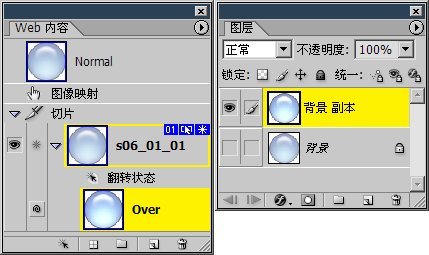 Web 内容
Normal
图像映射
切片
01
s06_01_01
翻转状态
Over
图层
正常
不透明度: 100%
锁定:
统一:
背景 副本
背景